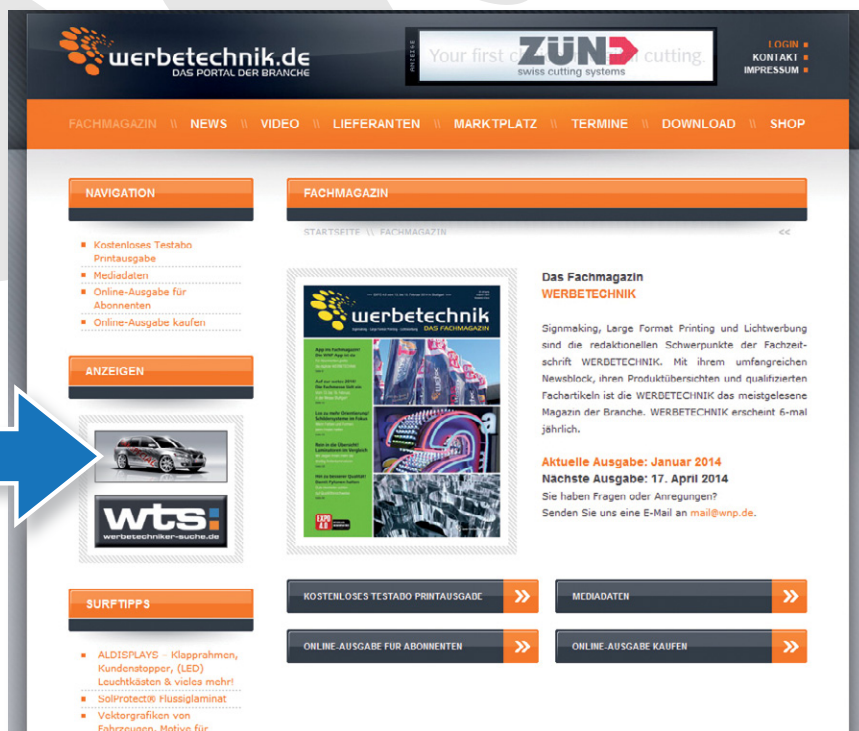 werbetechnik.de
DAS PORTAL DER BRANCHE
ANZEIGE
Your first c
ZÜND
cutting.
swiss cutting systems
LOGIN
KONTAKT
IMPRESSUM
FACHMAGAZIN \\ NEWS \\ VIDEO \\ LIEFERANTEN \\ MARKTPLATZ \\ TERMINE \\ DOWNLOAD \\ SHOP
NAVIGATION
Kostenloses Testabo
Printausgabe
Mediadaten
Online-Ausgabe für
Abonnenten
Online-Ausgabe kaufen
ANZEIGEN
wts:
werbetechniker-suche.de
SURFTIPPS
ALDISPLAYS – Klapprahmen,
Kundenstopper, (LED)
Leuchtkästen & vieles mehr!
SolProtect® Flüssiglaminat
Vektorgrafiken von
Fahrzeugen, Motive für
FACHMAGAZIN
STARTSEITE \\ FACHMAGAZIN <<
werbetechnik
DAS FACHMAGAZIN
Das Fachmagazin
WERBETECHNIK
Signmaking, Large Format Printing und Lichtwerbung
sind die redaktionellen Schwerpunkte der Fachzeit-
schrift WERBETECHNIK. Mit ihrem umfangreichen
Newsblock, ihren Produktübersichten und qualifizierten
Fachartikeln ist die WERBETECHNIK das meistgelesene
Magazin der Branche. WERBETECHNIK erscheint 6-mal
jährlich.
Aktuelle Ausgabe: Januar 2014
Nächste Ausgabe: 17. April 2014
Sie haben Fragen oder Anregungen?
Senden Sie uns eine E-Mail an mail@wnp.de.
KOSTENLOSES TESTABO PRINTAUSGABE
MEDIADATEN
ONLINE-AUSGABE FÜR ABONNENTEN
ONLINE-AUSGABE KAUFEN